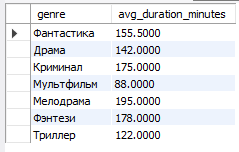 genre avg_duration_minutes
Фантастика 155.5000
Драма 142.0000
Криминал 175.0000
Мультфильм 88.0000
Мелодрама 195.0000
Фэнтези 178.0000
Триллер 122.0000